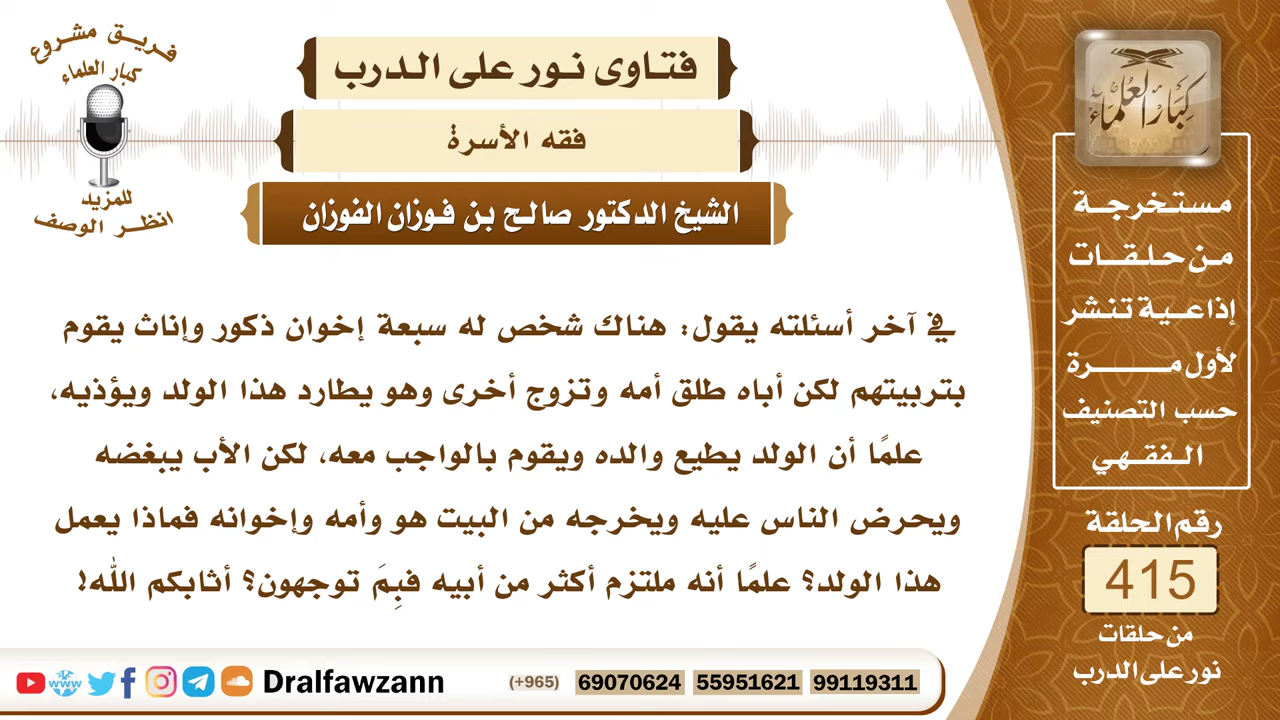 فريق مشروع
كبار العلماء
للمزيد
انظر الوصف
فتاوى نور على الدرب
فقه الأسرة
الشيخ الدكتور صالح بن فوزان الفوزان
في آخر أسئلته يقول: هناك شخص له سبعة إخوان ذكور وإناث يقوم
بتربيتهم لكن أباه طلق أمه وتزوج أخرى وهو يطارد هذا الولد ويؤذيه،
علمًا أن الولد يطيع والده ويقوم بالواجب معه، لكن الأب يبغضه
ويحرض الناس عليه ويخرجه من البيت هو وأمه وإخوانه فماذا يعمل
هذا الولد؟ علمًا أنه ملتزم أكثر من أبيه فبِمَ توجهون؟ أثابكم الله!
كبار العلماء
مستخرجة
من حلقات
إذاعية تنشر
لأول مرة
حسب التصنيف
الفقهي
رقم الحلقة
415
من حلقات
نور على الدرب
www Dralfawzann (+965) 69070624 55951621 99119311